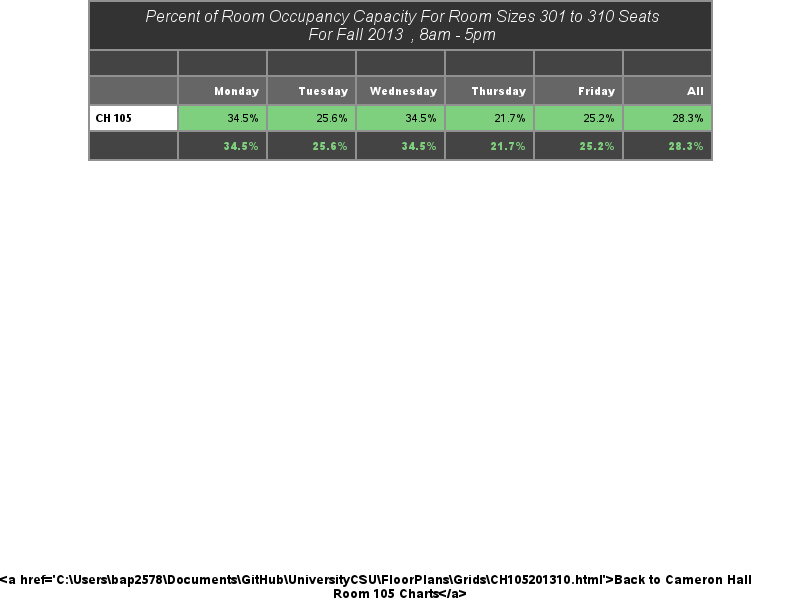 Percent of Room Occupancy Capacity For Room Sizes 301 to 310 Seats
For Fall 2013 , 8am - 5pm
Monday Tuesday Wednesday Thursday Friday All
CH 105 34.5% 25.6% 34.5% 21.7% 25.2% 28.3%
34.5% 25.6% 34.5% 21.7% 25.2% 28.3%
<a href='C:\Users\bap2578\Documents\GitHub\UniversityCSU\FloorPlans\Grids\CH105201310.html'>Back to Cameron Hall
Room 105 Charts</a>